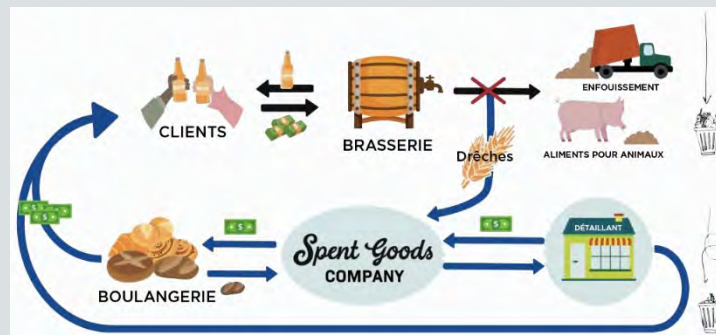 CLIENTS
BRASSERIE
ENFOUISSEMENT
ALIMENTS POUR ANIMAUX
Drêches
$
$
$
DÉTAILLANT
Spent Goods
COMPANY
BOULANGERIE